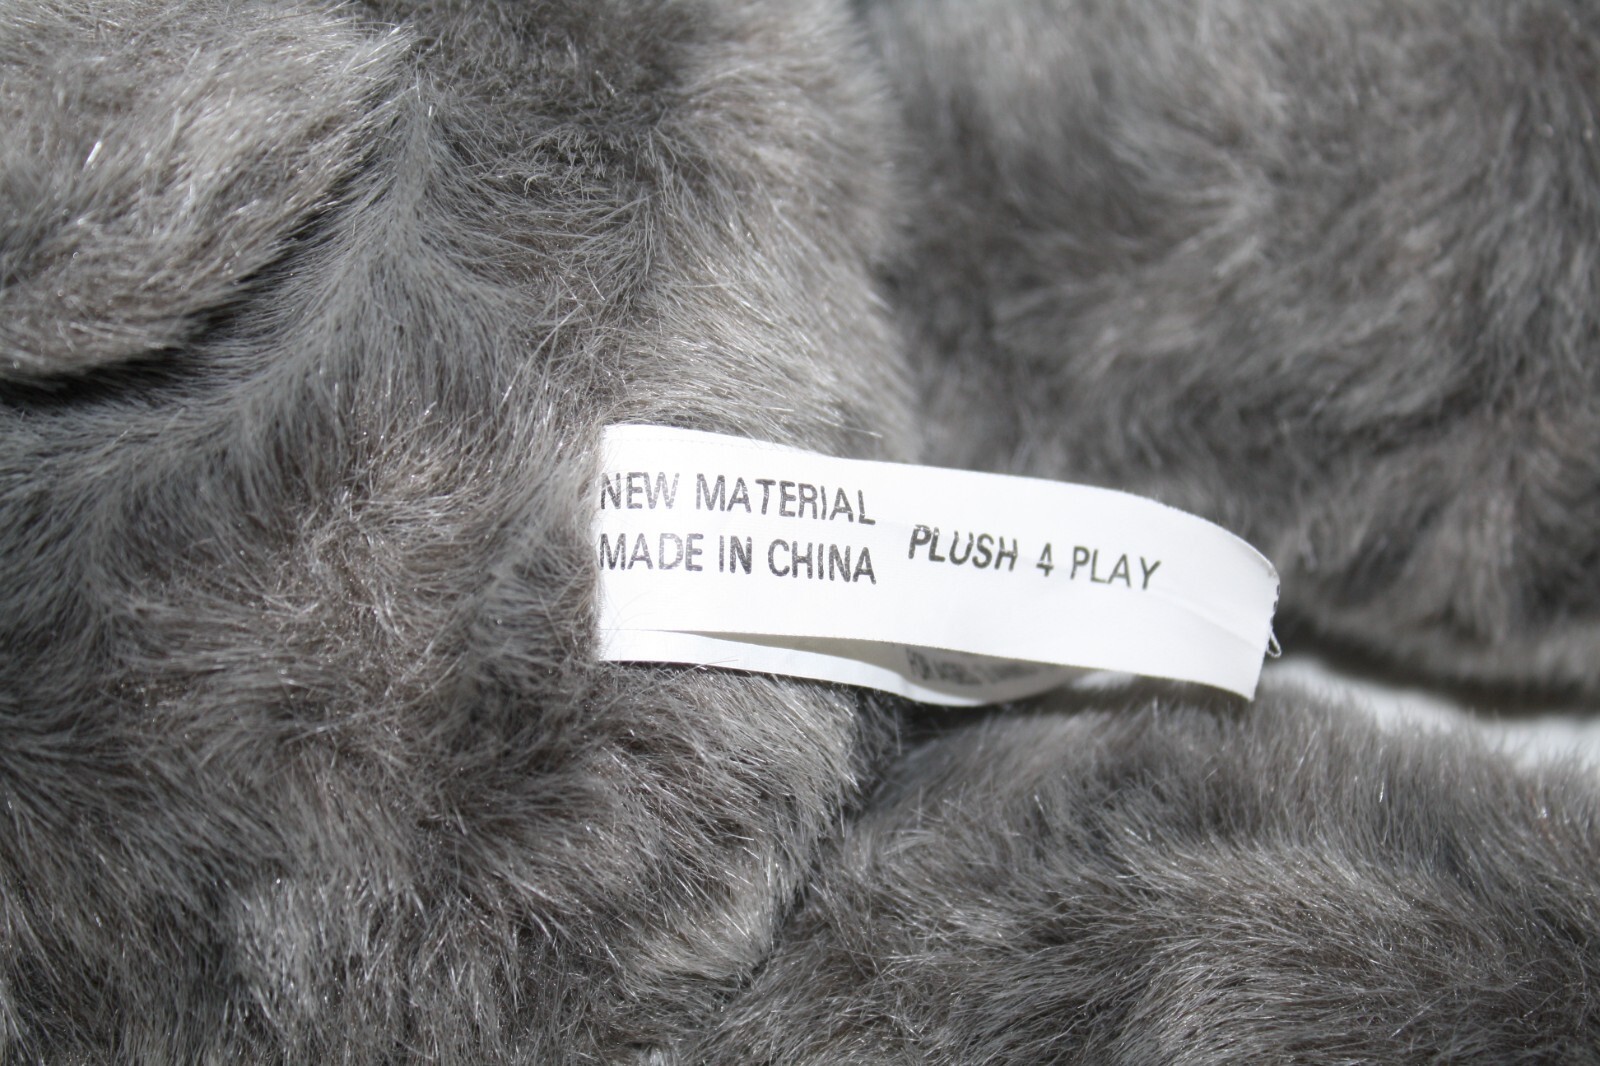 NEW MATERIAL
MADE IN CHINA
PLUSH 4 PLAY